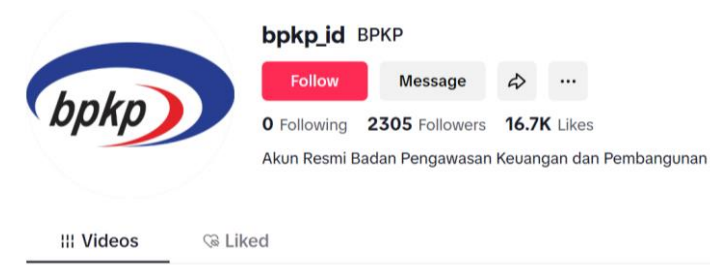 bpkp
bpkp_id BPKP
Follow Message
0 Following 2305 Followers 16.7K Likes
Akun Resmi Badan Pengawasan Keuangan dan Pembangunan
Videos Liked